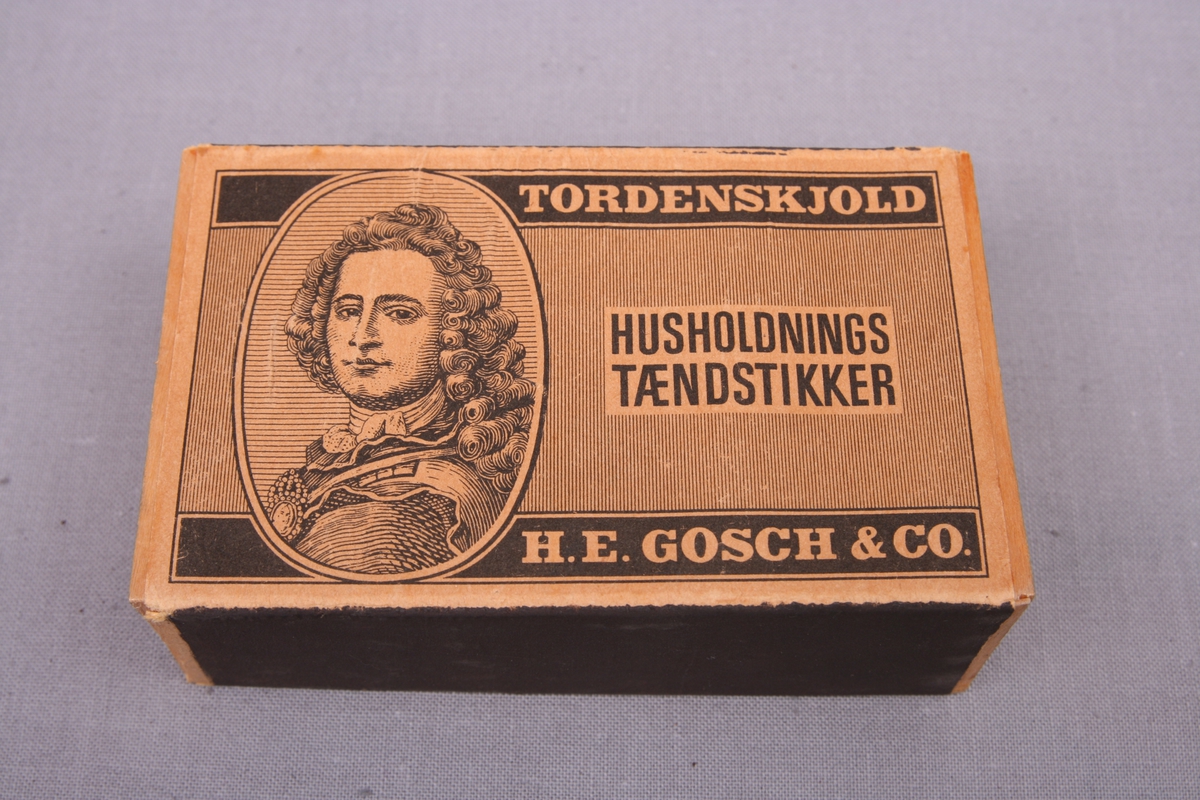 TORDENSKJOLD
HUSHOLDNINGS
TÆNDSTIKKER
H.E. GOSCH & CO.